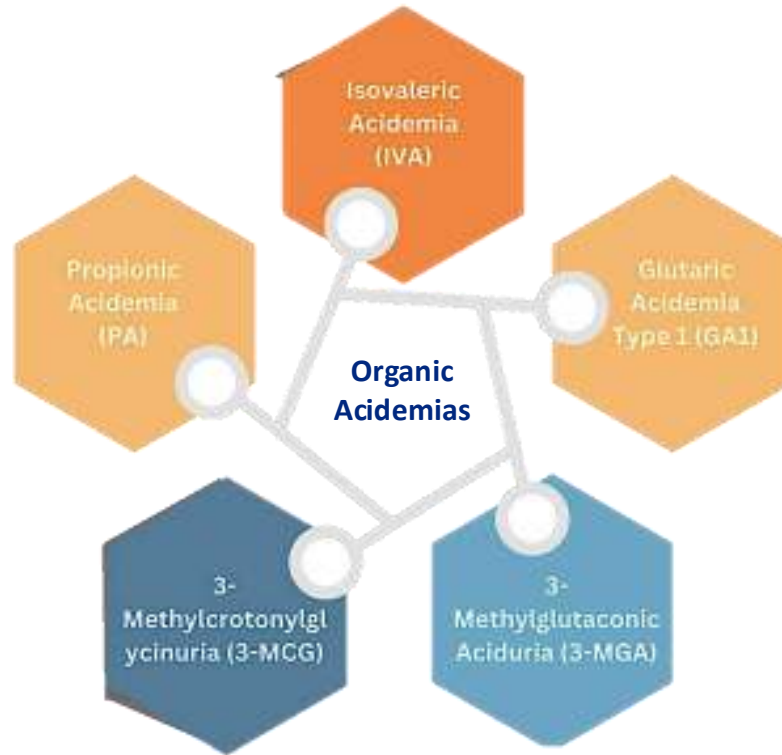 Isovaleric
Acidemia
(IVA)
Propionic
Acidemia
(PA)
Glutaric
Acidemia
Type 1 (GA1)
Organic
Acidemias
3-
Methylcrotonylgl
ycinuria (3-MCG)
3-
Methylglutaconic
Aciduria (3-MGA)